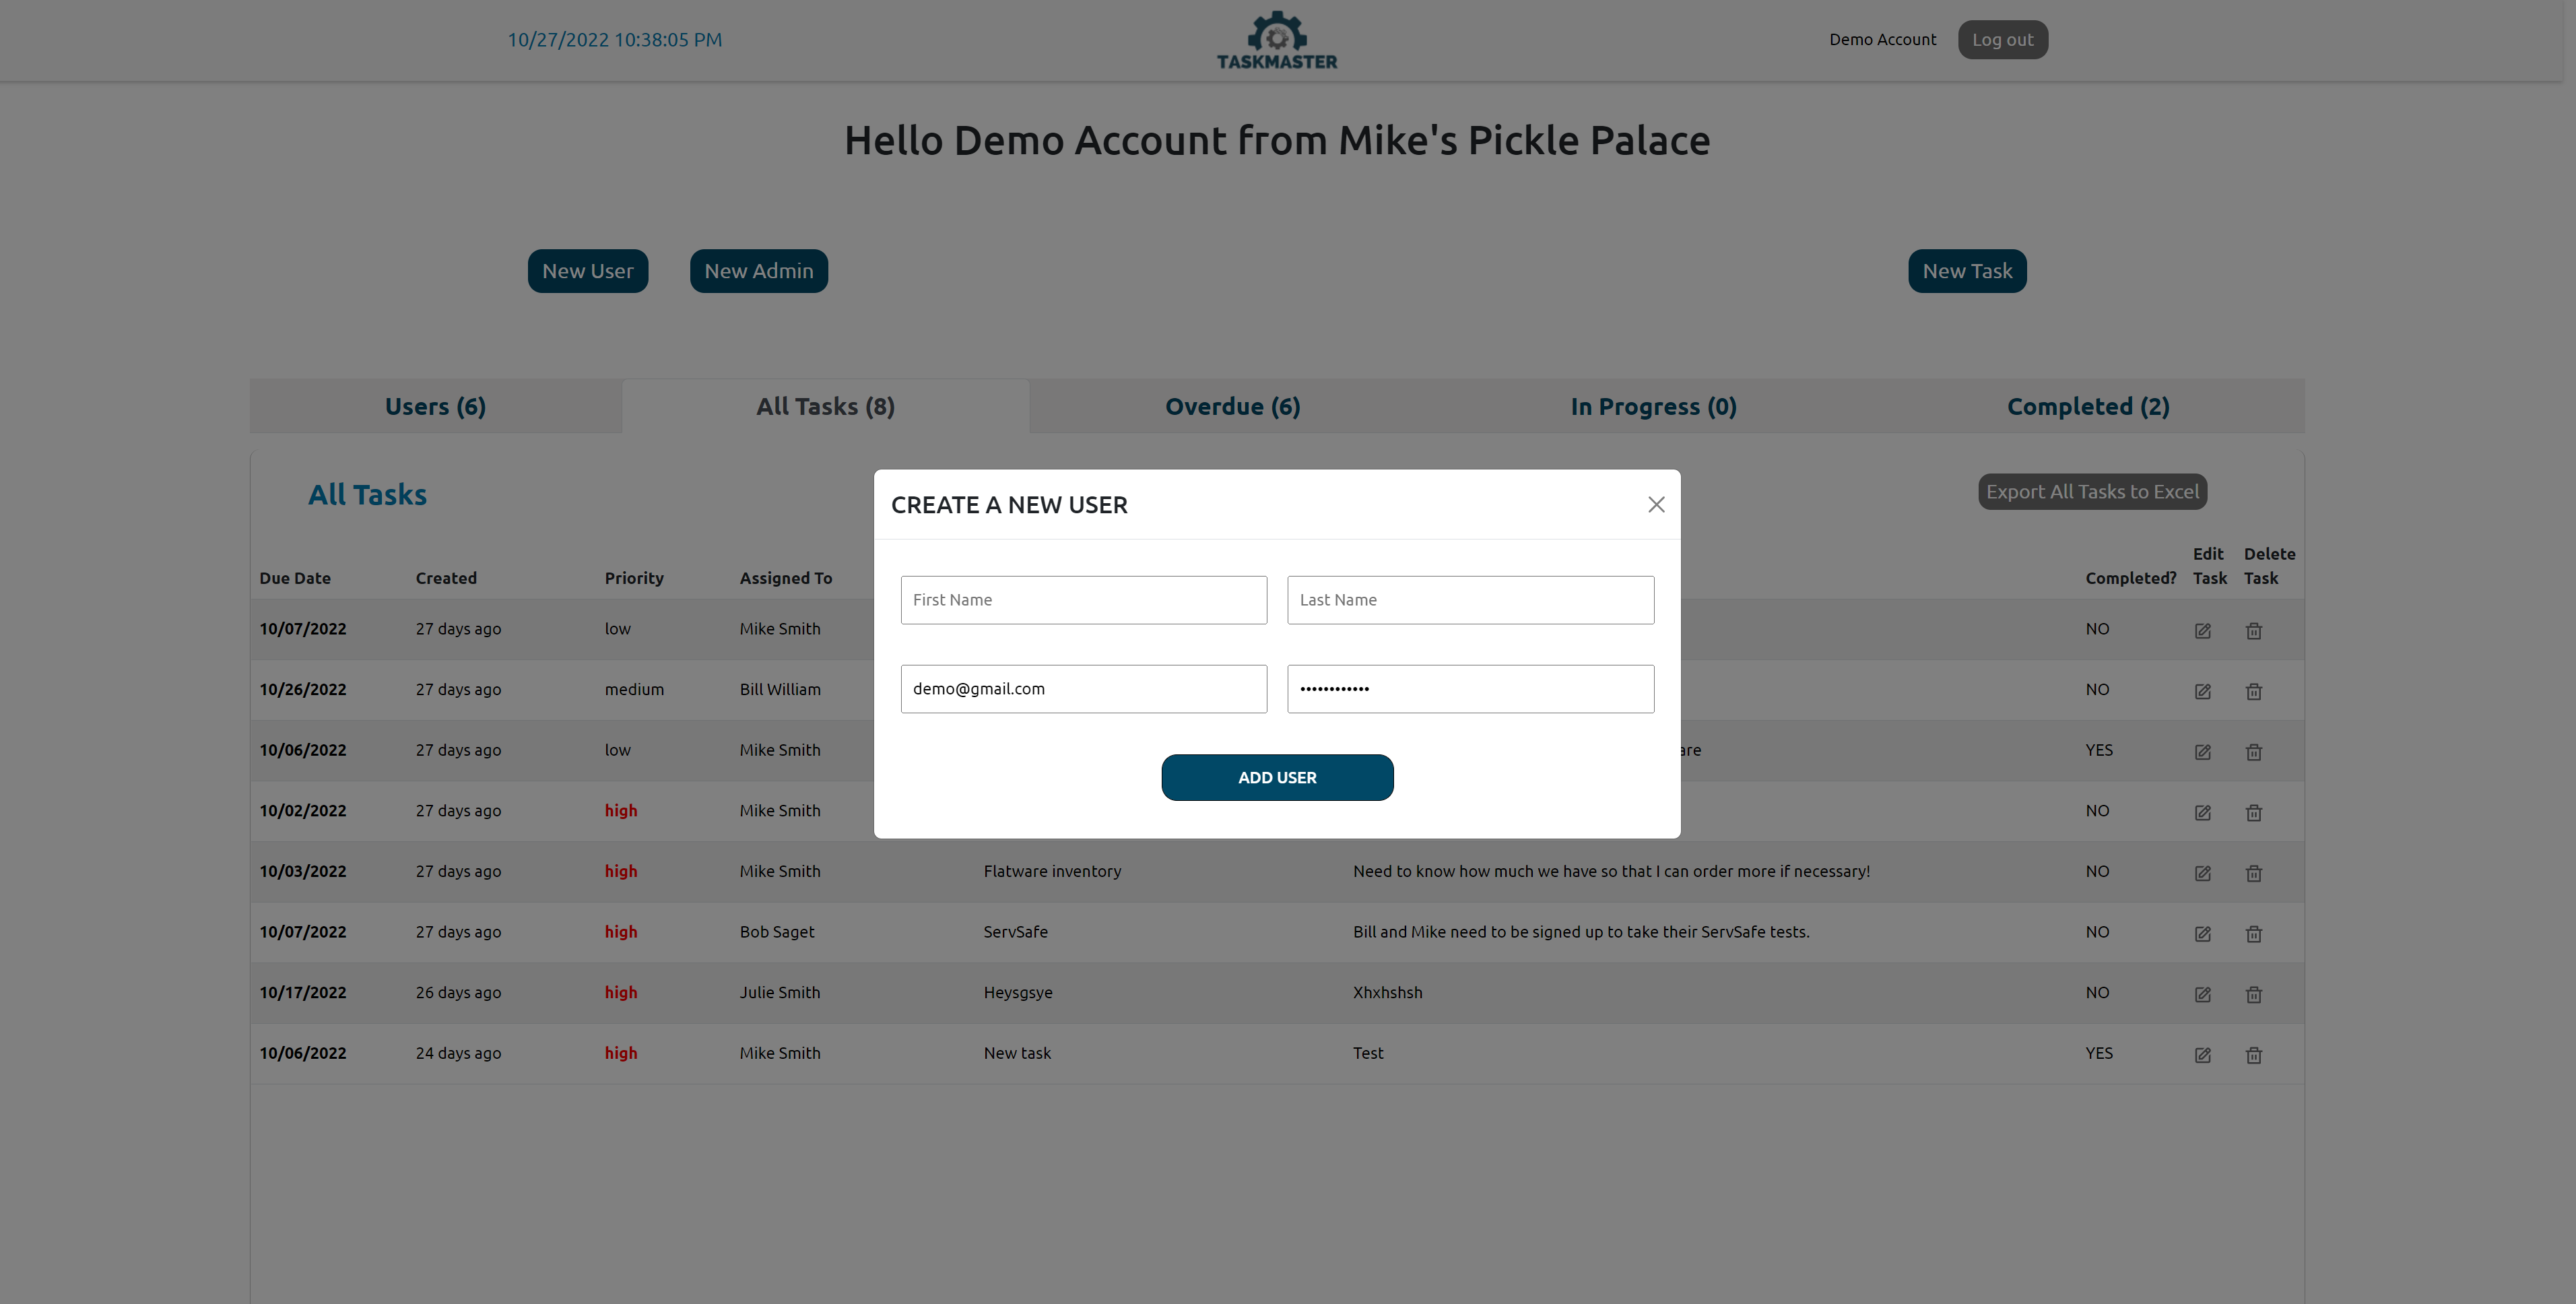 10/27/2022 10:38:05 PM
TASKMASTER
Demo Account
Log out
Hello Demo Account from Mike's Pickle Palace
New User
New Admin
New Task
Users (6)
All Tasks (8)
Overdue (6)
In Progress (0)
Completed (2)
All Tasks
Export All Tasks to Excel
CREATE A NEW USER
First Name
Last Name
demo@gmail.com
••••••••••••
ADD USER
Due Date Created Priority Assigned To Completed? Edit Task Delete Task
10/07/2022 27 days ago low Mike Smith NO
10/26/2022 27 days ago medium Bill William NO
10/06/2022 27 days ago low Mike Smith YES
10/02/2022 27 days ago high Mike Smith NO
10/03/2022 27 days ago high Mike Smith Flatware inventory Need to know how much we have so that I can order more if necessary! NO
10/07/2022 27 days ago high Bob Saget ServSafe Bill and Mike need to be signed up to take their ServSafe tests. NO
10/17/2022 26 days ago high Julie Smith Heysgsye Xhxhshsh NO
10/06/2022 24 days ago high Mike Smith New task Test YES